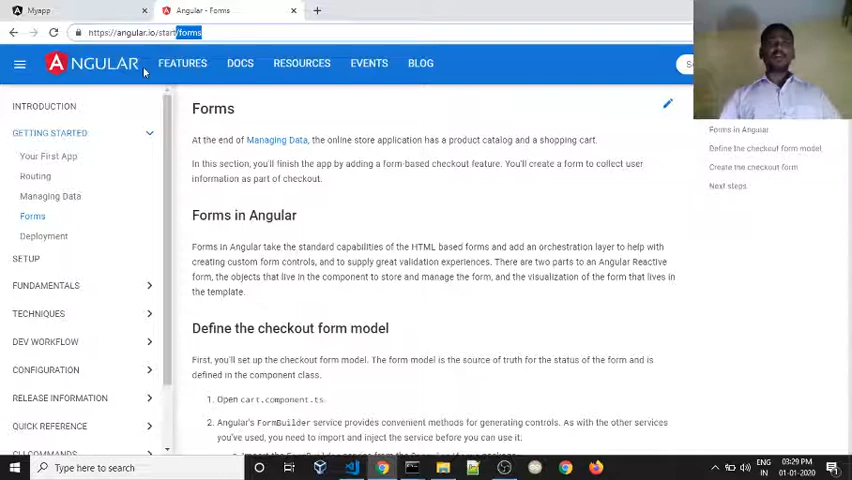 Myapp
Angular - Forms
https://angular.io/start/forms
NGULAR
FEATURES
DOCS
RESOURCES
EVENTS
BLOG
INTRODUCTION
GETTING STARTED
Your First App
Routing
Managing Data
Forms
Deployment
SETUP
FUNDAMENTALS
TECHNIQUES
DEV WORKFLOW
CONFIGURATION
RELEASE INFORMATION
QUICK REFERENCE
CLI COMMANDS
Forms
At the end of Managing Data, the online store application has a product catalog and a shopping cart.
In this section, you'll finish the app by adding a form-based checkout feature. You'll create a form to collect user
information as part of checkout.
Forms in Angular
Forms in Angular take the standard capabilities of the HTML based forms and add an orchestration layer to help with
creating custom form controls, and to supply great validation experiences. There are two parts to an Angular Reactive
form, the objects that live in the component to store and manage the form, and the visualization of the form that lives in
the template.
Define the checkout form model
First, you'll set up the checkout form model. The form model is the source of truth for the status of the form and is
defined in the component class.
1. Open cart.component.ts.
2. Angular's FormBuilder service provides convenient methods for generating controls. As with the other services
you've used, you need to import and inject the service before you can use it:
Forms in Angular
Define the checkout form model
Create the checkout form
Next steps
Type here to search
ENG
IN
03:29 PM
01-01-2020